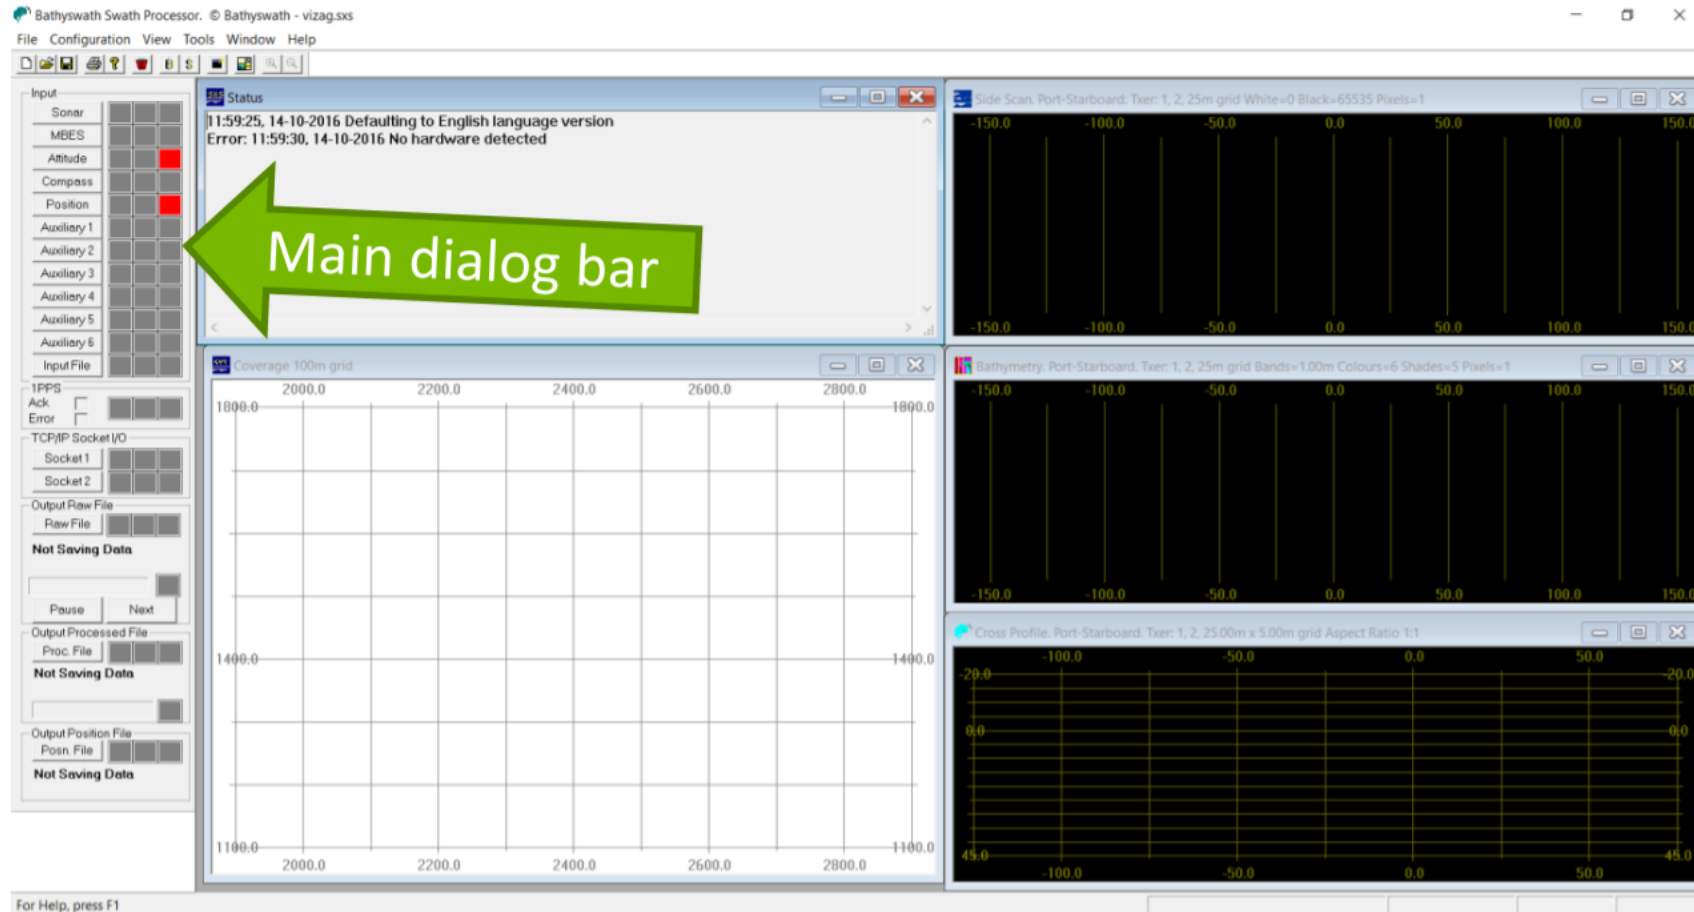 Bathyswath Swath Processor. © Bathyswath - vizag.sxs
File Configuration View Tools Window Help
Input
Sonar
MBES
Attitude
Compass
Position
Auxiliary 1
Auxiliary 2
Auxiliary 3
Auxiliary 4
Auxiliary 5
Auxiliary 6
Input File
1PPS
Ack
Error
TCP/IP Socket I/O
Socket 1
Socket 2
Output Raw File
Raw File
Not Saving Data
Pause Next
Output Processed File
Proc. File
Not Saving Data
Output Position File
Posn. File
Not Saving Data
Status
11:59:25, 14-10-2016 Defaulting to English language version
Error: 11:59:30, 14-10-2016 No hardware detected
Main dialog bar
Coverage 100m grid
2000.0 2200.0 2400.0 2600.0 2800.0
1800.0 1800.0
1400.0 1400.0
1100.0 1100.0
2000.0 2200.0 2400.0 2600.0 2800.0
Side Scan. Port-Starboard. Txer: 1, 2, 25m grid White=0 Black=65535 Pixels=1
-150.0 -100.0 -50.0 0.0 50.0 100.0 150.0
-150.0 -100.0 -50.0 0.0 50.0 100.0 150.0
Bathymetry. Port-Starboard. Txer: 1, 2, 25m grid Bands=1.00m Colours=6 Shades=5 Pixels=1
-150.0 -100.0 -50.0 0.0 50.0 100.0 150.0
-150.0 -100.0 -50.0 0.0 50.0 100.0 150.0
Cross Profile. Port-Starboard. Txer: 1, 2, 25.00m x 5.00m grid Aspect Ratio 1:1
-100.0 -50.0 0.0 50.0
-20.0 -20.0
0.0 0.0
45.0 45.0
-100.0 -50.0 0.0 50.0
For Help, press F1